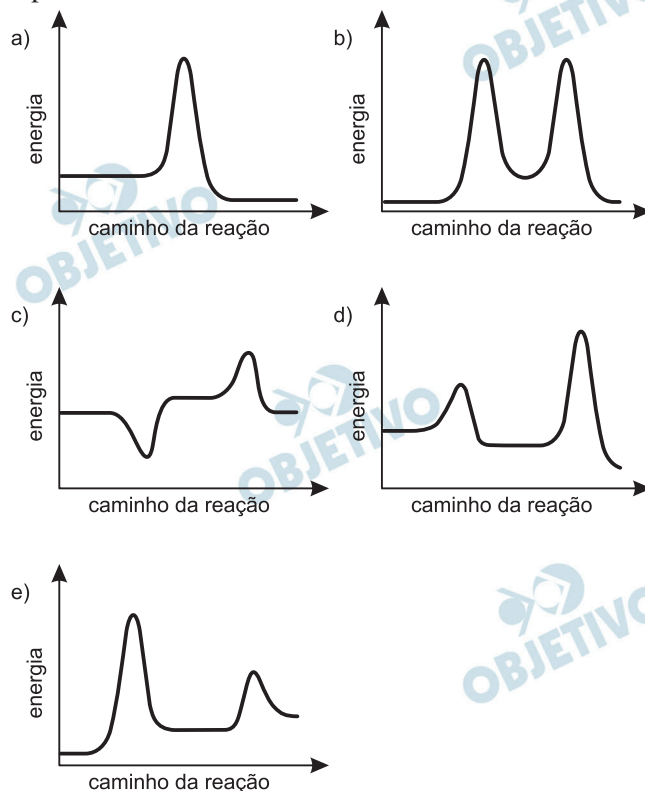 a)
energia
caminho da reação
b)
energia
caminho da reação
c)
energia
caminho da reação
d)
energia
caminho da reação
e)
energia
caminho da reação
OBJETIVO
OBJETIVO
OBJETIVO
OBJETIVO